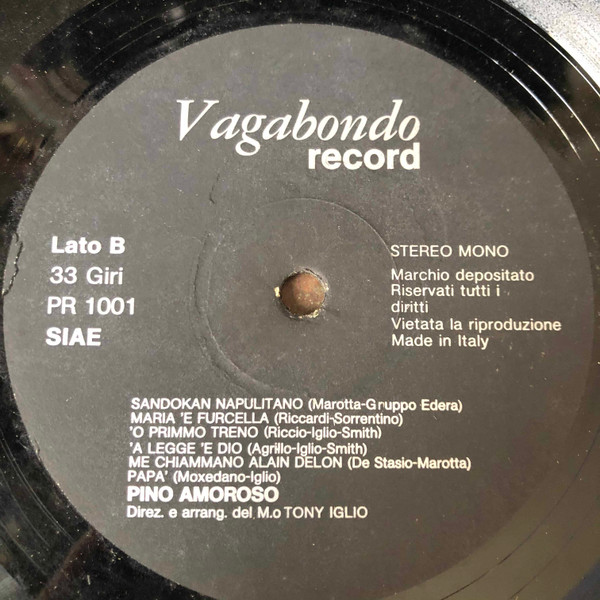 Vagabondo
record
Lato B
33 Giri
PR 1001
SIAE
STEREO MONO
Marchio depositato
Riservati tutti i
diritti
Vietata la riproduzione
Made in Italy
SANDOKAN NAPULITANO (Marotta-Gruppo Edera)
MARIA 'E FURCELLA (Riccardi-Sorrentino)
'O PRIMMO TRENO (Riccio-Iglio-Smith)
'A LEGGE 'E DIO (Agrillo-Iglio-Smith)
ME CHIAMMANO ALAIN DELON (De Stasio-Marotta)
PAPA' (Moxedano-Iglio)
PINO AMOROSO
Direz. e arrang. del M.o TONY IGLIO